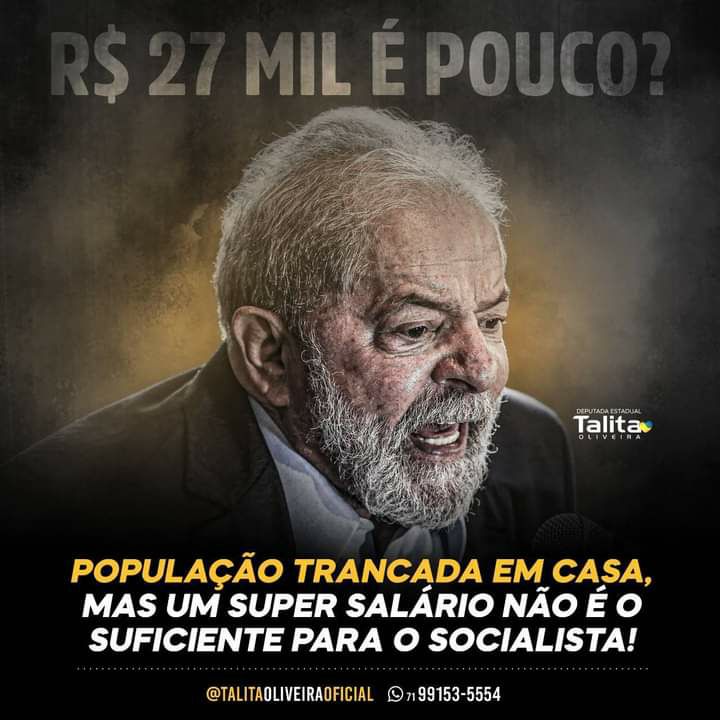 R$ 27 MIL É POUCO?
DEPUTADA ESTADUAL
Talita
OLIVEIRA
POPULAÇÃO TRANCADA EM CASA,
MAS UM SUPER SALÁRIO NÃO É O
SUFICIENTE PARA O SOCIALISTA!
@TALITAOLIVEIRAOFICIAL 71 99153-5554